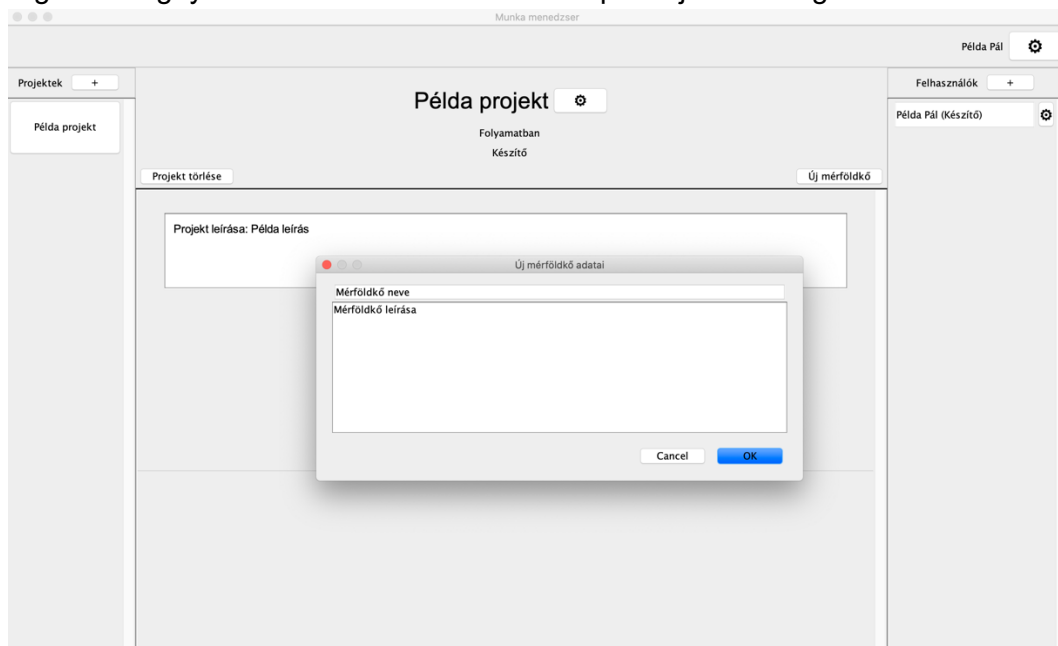 Munka menedzser
Példa Pál
Projektek +
Példa projekt
Példa projekt
Folyamatban
Készítő
Projekt törlése
Új mérföldkő
Projekt leírása: Példa leírás
Új mérföldkő adatai
Mérföldkő neve
Mérföldkő leírása
Cancel
OK
Felhasználók +
Példa Pál (Készítő)